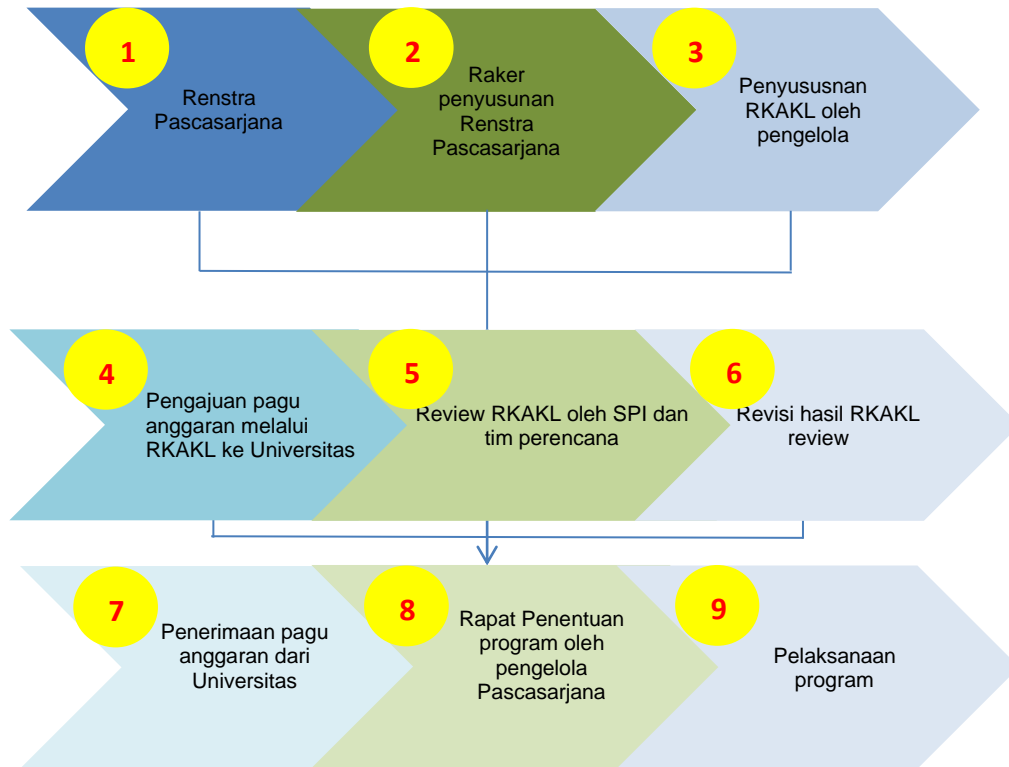 1
Renstra
Pascasarjana
2
Raker
penyusunan
Renstra
Pascasarjana
3
Penyususnan
RKAKL oleh
pengelola
4
Pengajuan pagu
anggaran melalui
RKAKL ke Universitas
5
Review RKAKL oleh SPI dan
tim perencana
6
Revisi hasil RKAKL
review
7
Penerimaan pagu
anggaran dari
Universitas
8
Rapat Penentuan
program oleh
pengelola
Pascasarjana
9
Pelaksanaan
program